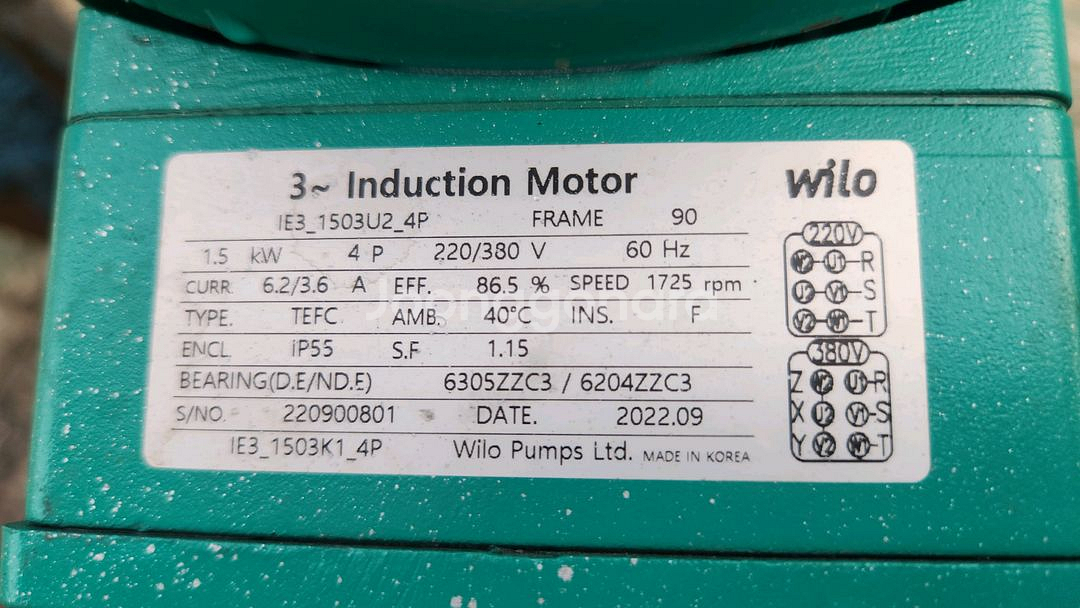 3~ Induction Motor
wilo
IE3_1503U2_4P FRAME 90
1.5 kW 4 P 220/380 V 60 Hz
CURR. 6.2/3.6 A EFF. 86.5 % SPEED 1725 rpm
TYPE. TEFC AMB. 40°C INS. F
ENCL IP55 S.F 1.15
BEARING(D.E/ND.E) 6305ZZC3 / 6204ZZC3
S/NO. 220900801 DATE. 2022.09
IE3_1503K1_4P Wilo Pumps Ltd. MADE IN KOREA
220V
W2 U1 R
U2 V1 S
V2 W1 T
380V
Z W2 U1 R
X U2 V1 S
Y V2 W1 T
Joonggonara